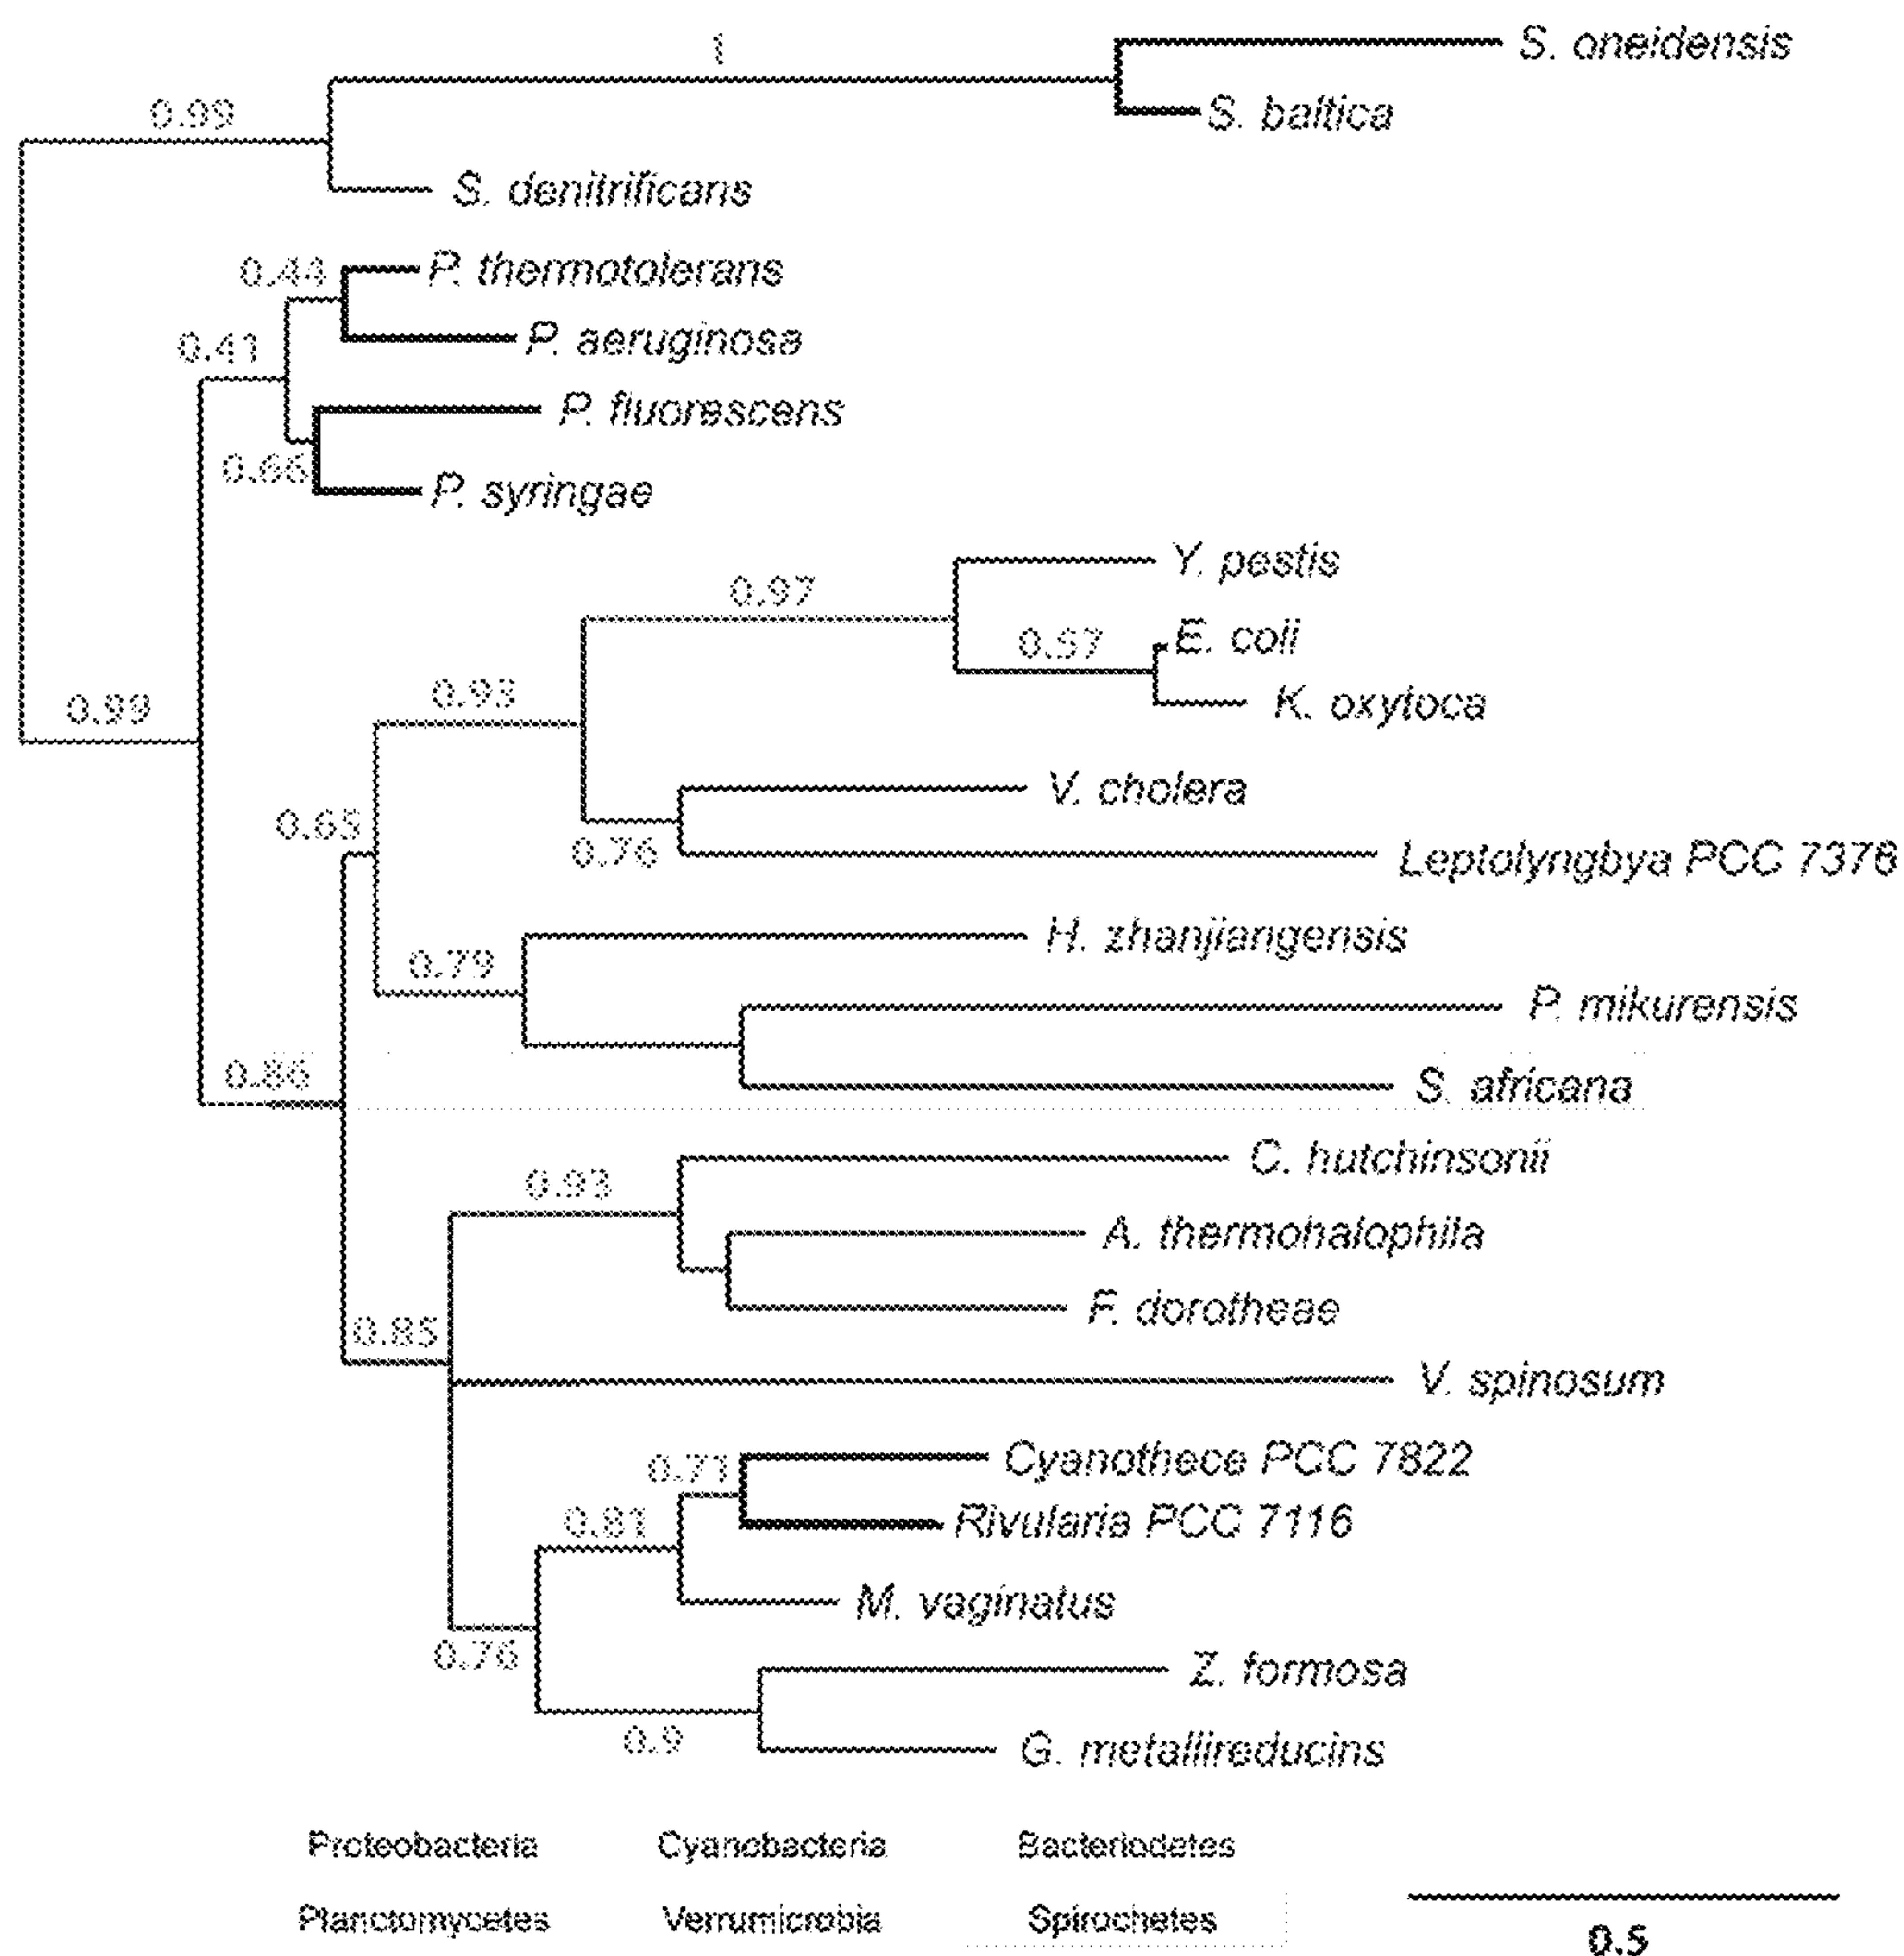 1
S. oneidensis
0.99
S. baltica
S. denitrificans
0.44
P. thermotolerans
0.41
P. aeruginosa
P. fluorescens
0.66
P. syringae
Y. pestis
0.97
0.57
E. coli
0.93
K. oxytoca
0.99
V. cholera
0.65
0.76
Leptolyngbya PCC 7376
H. zhanjiangensis
0.79
P. mikurensis
0.86
S. africana
C. hutchinsonii
0.93
A. thermohalophila
F. dorotheae
0.85
V. spinosum
0.71
Cyanothece PCC 7822
0.81
Rivularia PCC 7116
M. vaginatus
0.76
Z. formosa
0.9
G. metallireducins
Proteobacteria Cyanobacteria Bacteriodetes
Planctomycetes Verrumicrobia Spirochetes
0.5